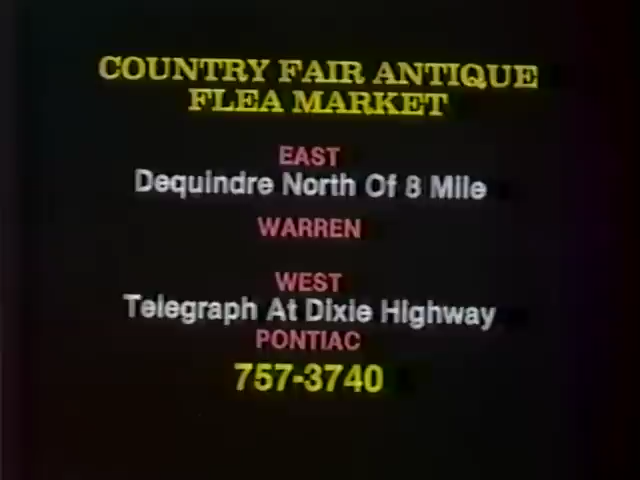 COUNTRY FAIR ANTIQUE
FLEA MARKET
EAST
Dequindre North Of 8 Mile
WARREN
WEST
Telegraph At Dixie Highway
PONTIAC
757-3740